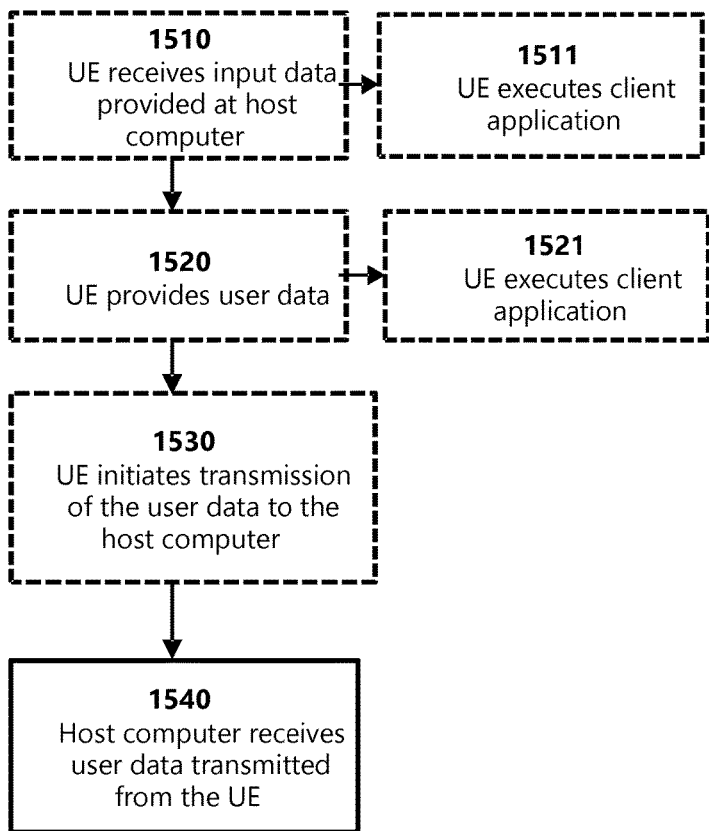 1510
UE receives input data
provided at host
computer
1511
UE executes client
application
1520
UE provides user data
1521
UE executes client
application
1530
UE initiates transmission
of the user data to the
host computer
1540
Host computer receives
user data transmitted
from the UE